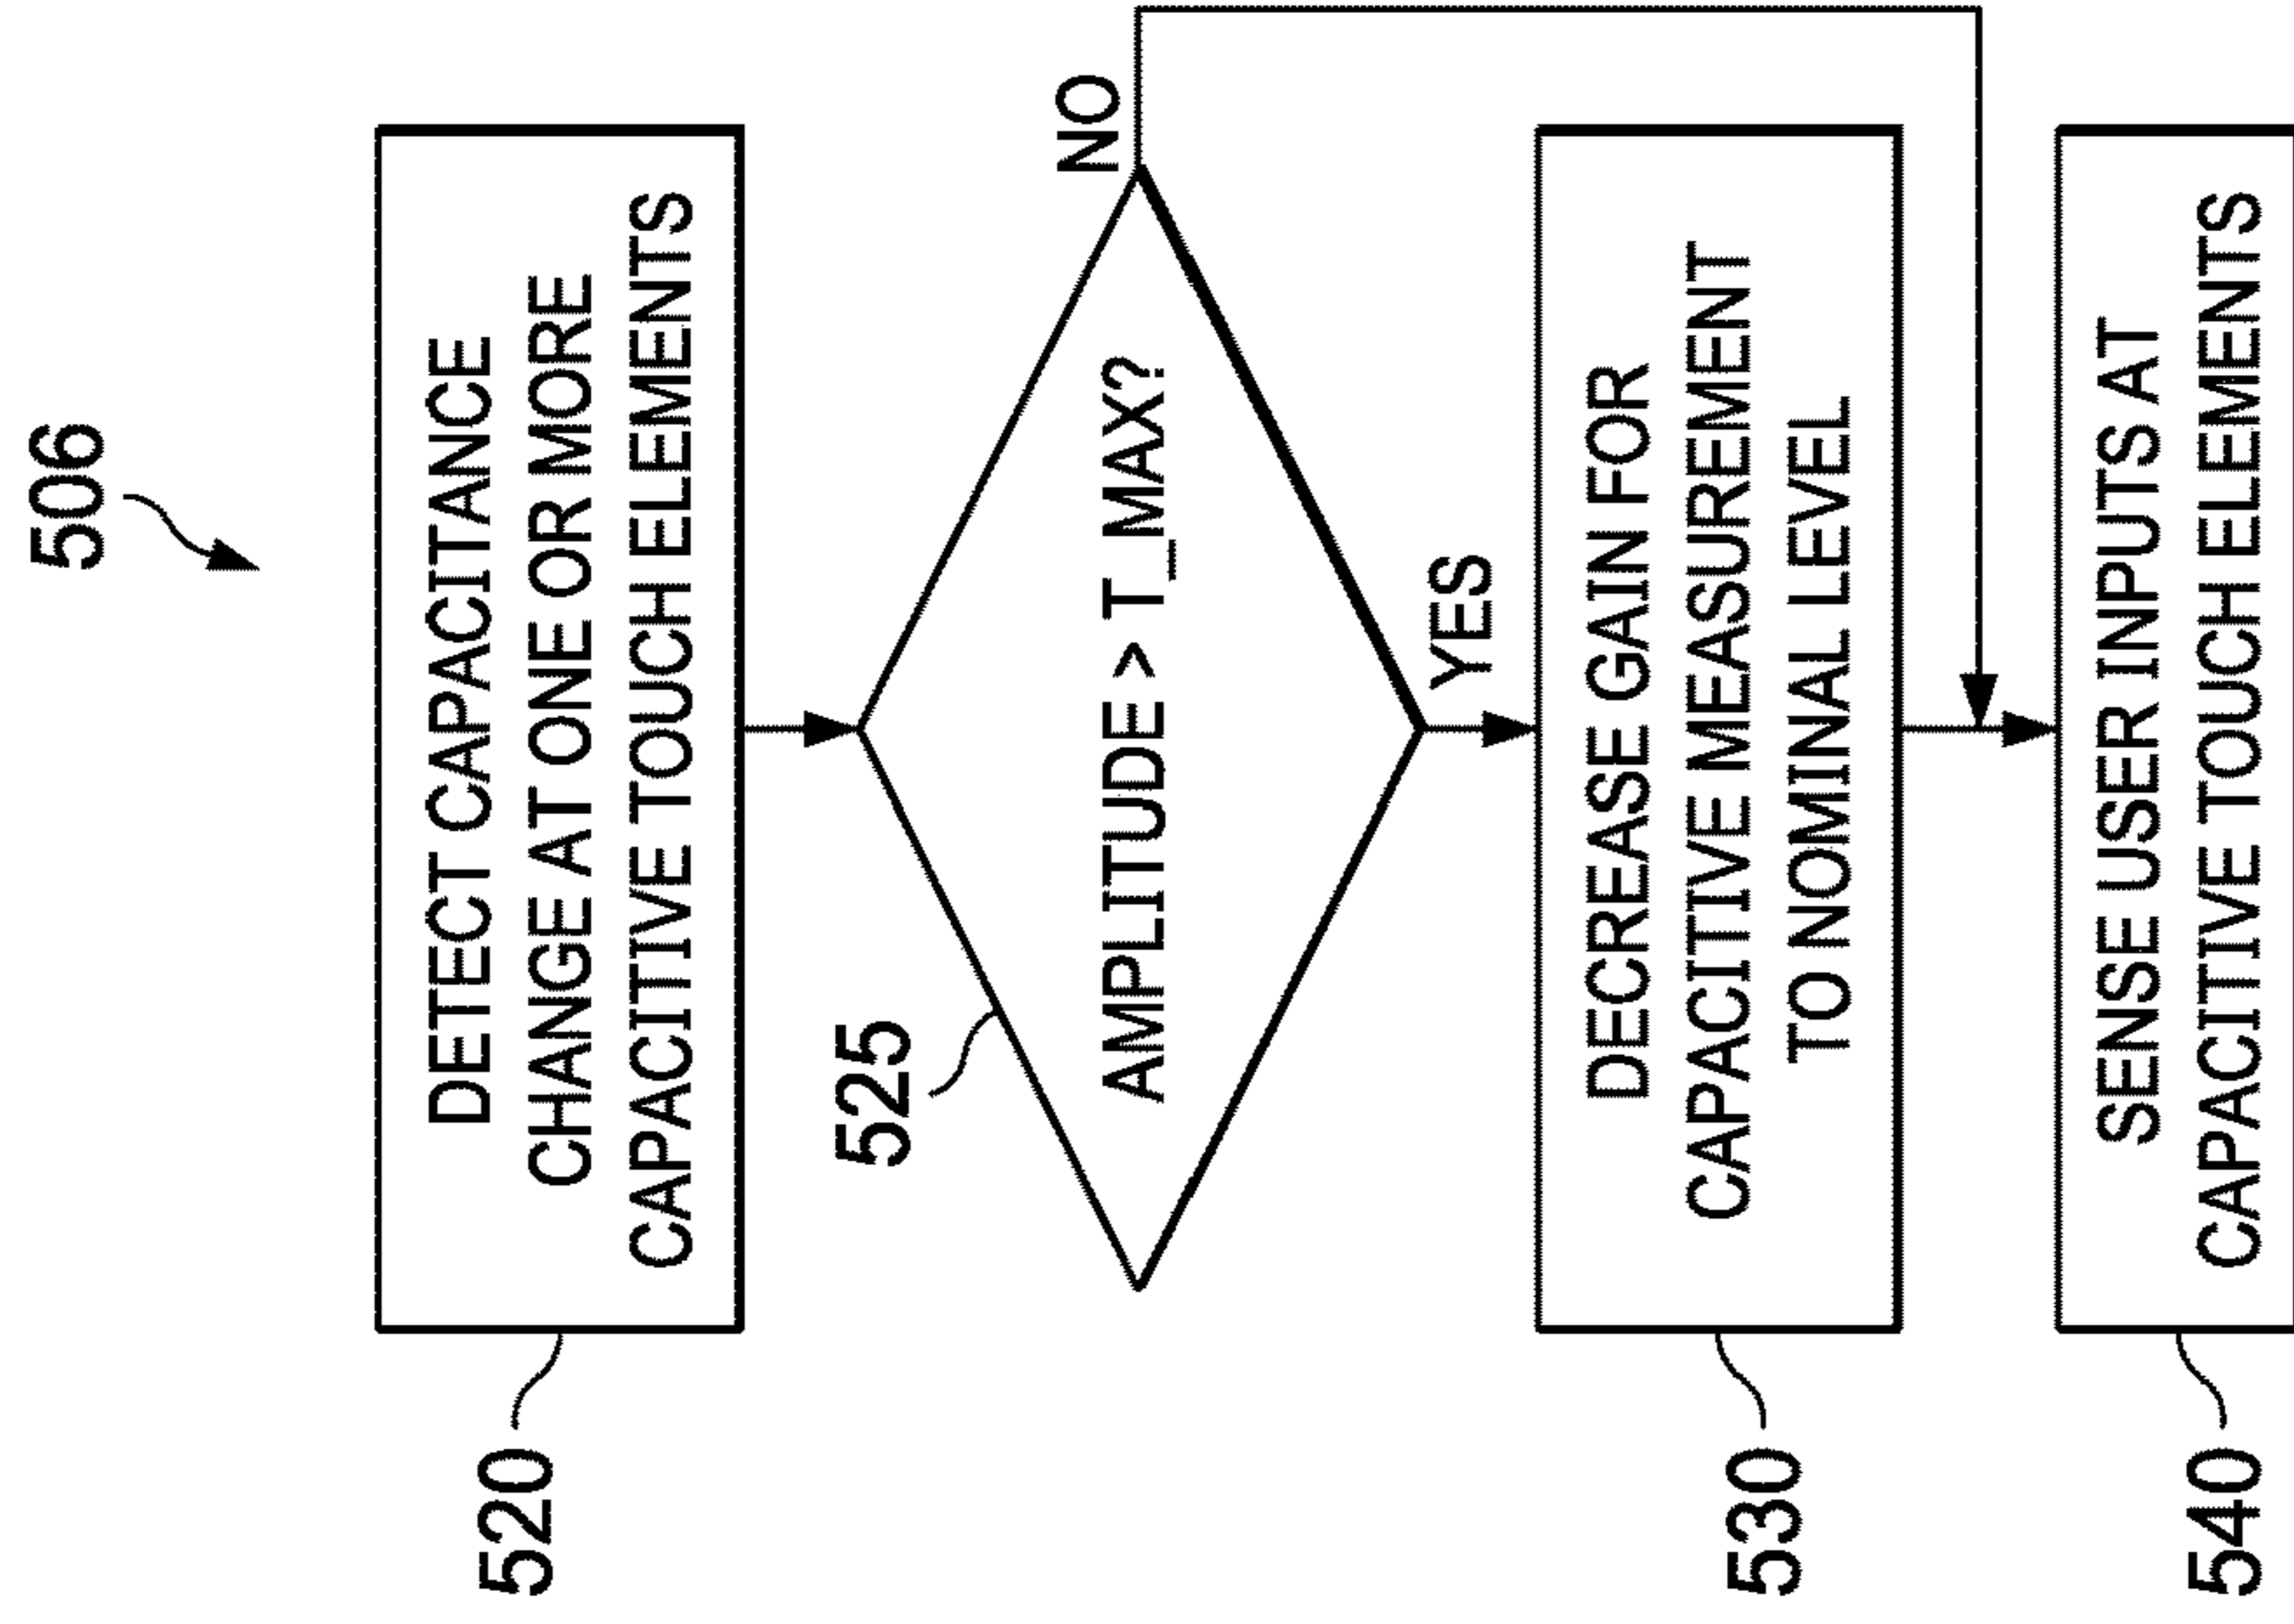 506
520
DETECT CAPACITANCE
CHANGE AT ONE OR MORE
CAPACITIVE TOUCH ELEMENTS
525
AMPLITUDE > T_MAX?
NO
YES
530
DECREASE GAIN FOR
CAPACITIVE MEASUREMENT
TO NOMINAL LEVEL
540
SENSE USER INPUTS AT
CAPACITIVE TOUCH ELEMENTS